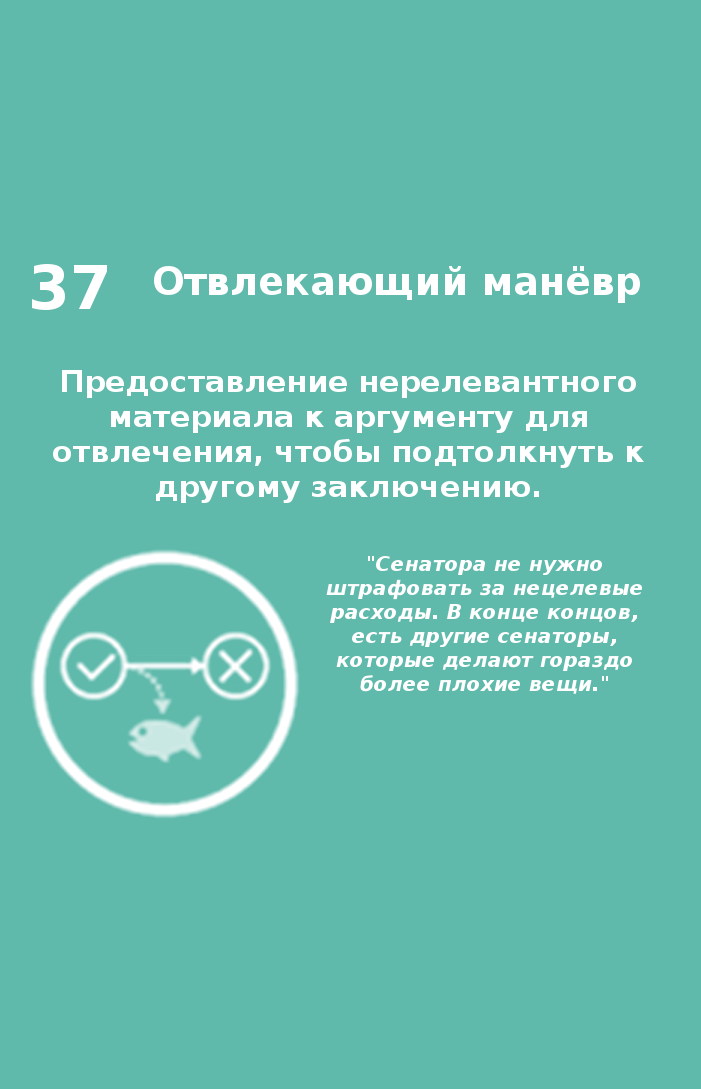 37 Отвлекающий манёвр
Предоставление нерелевантного
материала к аргументу для
отвлечения, чтобы подтолкнуть к
другому заключению.
"Сенатора не нужно
штрафовать за нецелевые
расходы. В конце концов,
есть другие сенаторы,
которые делают гораздо
более плохие вещи."